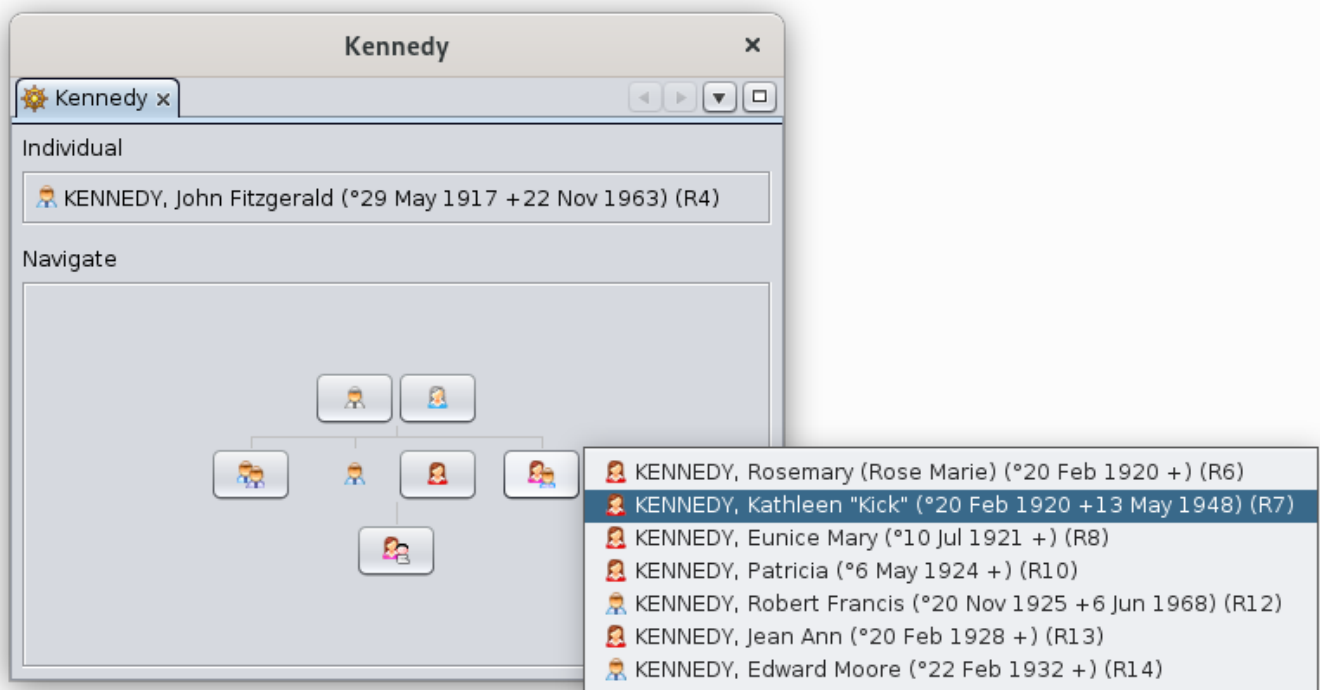 Kennedy
Kennedy
Individual
KENNEDY, John Fitzgerald (°29 May 1917 +22 Nov 1963) (R4)
Navigate
KENNEDY, Rosemary (Rose Marie) (°20 Feb 1920 +) (R6)
KENNEDY, Kathleen "Kick" (°20 Feb 1920 +13 May 1948) (R7)
KENNEDY, Eunice Mary (°10 Jul 1921 +) (R8)
KENNEDY, Patricia (°6 May 1924 +) (R10)
KENNEDY, Robert Francis (°20 Nov 1925 +6 Jun 1968) (R12)
KENNEDY, Jean Ann (°20 Feb 1928 +) (R13)
KENNEDY, Edward Moore (°22 Feb 1932 +) (R14)